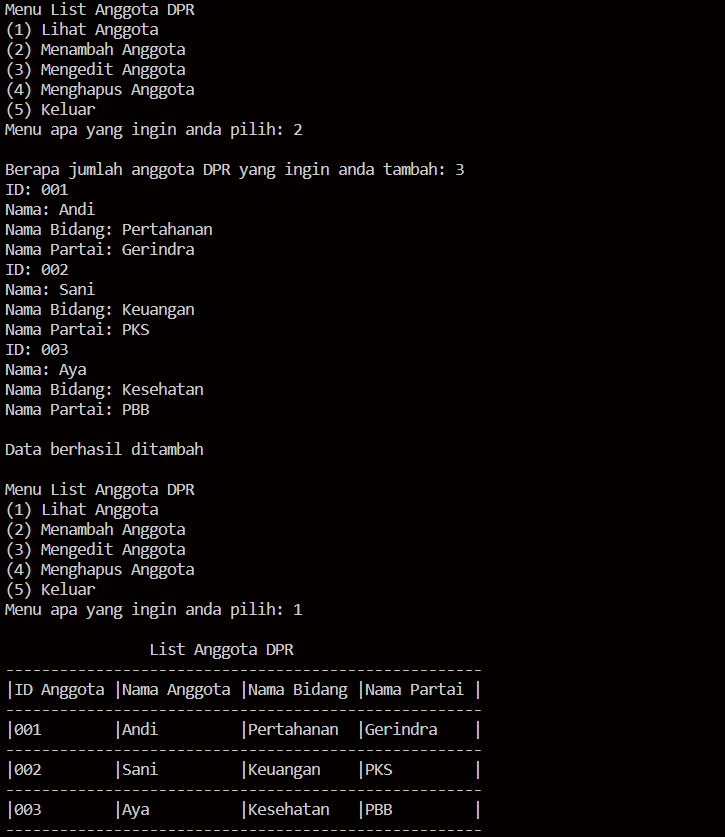 Menu List Anggota DPR
(1) Lihat Anggota
(2) Menambah Anggota
(3) Mengedit Anggota
(4) Menghapus Anggota
(5) Keluar
Menu apa yang ingin anda pilih: 2
Berapa jumlah anggota DPR yang ingin anda tambah: 3
ID: 001
Nama: Andi
Nama Bidang: Pertahanan
Nama Partai: Gerindra
ID: 002
Nama: Sani
Nama Bidang: Keuangan
Nama Partai: PKS
ID: 003
Nama: Aya
Nama Bidang: Kesehatan
Nama Partai: PBB
Data berhasil ditambah
Menu List Anggota DPR
(1) Lihat Anggota
(2) Menambah Anggota
(3) Mengedit Anggota
(4) Menghapus Anggota
(5) Keluar
Menu apa yang ingin anda pilih: 1
List Anggota DPR
-----------------------------------------------------
|ID Anggota |Nama Anggota |Nama Bidang |Nama Partai |
-----------------------------------------------------
|001        |Andi         |Pertahanan  |Gerindra    |
-----------------------------------------------------
|002        |Sani         |Keuangan    |PKS         |
-----------------------------------------------------
|003        |Aya          |Kesehatan   |PBB         |
-----------------------------------------------------